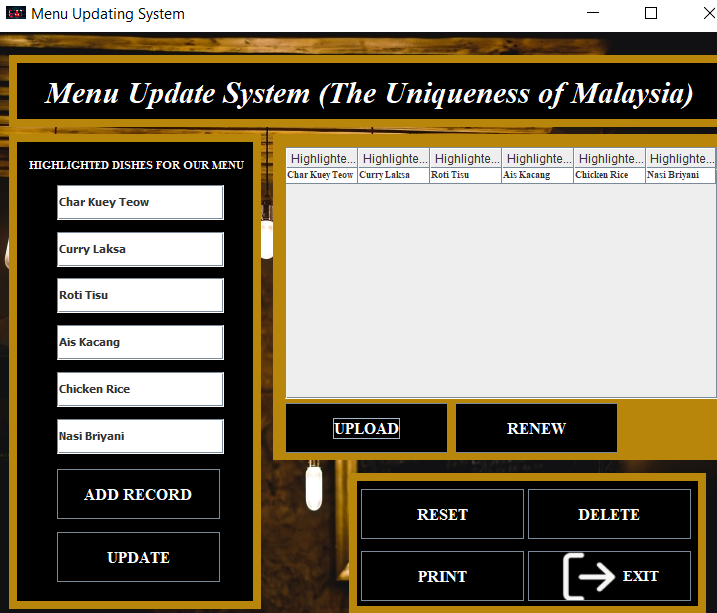 Menu Updating System
Menu Update System (The Uniqueness of Malaysia)
HIGHLIGHTED DISHES FOR OUR MENU
Char Kuey Teow
Curry Laksa
Roti Tisu
Ais Kacang
Chicken Rice
Nasi Briyani
ADD RECORD
UPDATE
Highlighte... Highlighte... Highlighte... Highlighte... Highlighte... Highlighte...
Char Kuey Teow Curry Laksa Roti Tisu Ais Kacang Chicken Rice Nasi Briyani
UPLOAD RENEW
RESET DELETE
PRINT EXIT